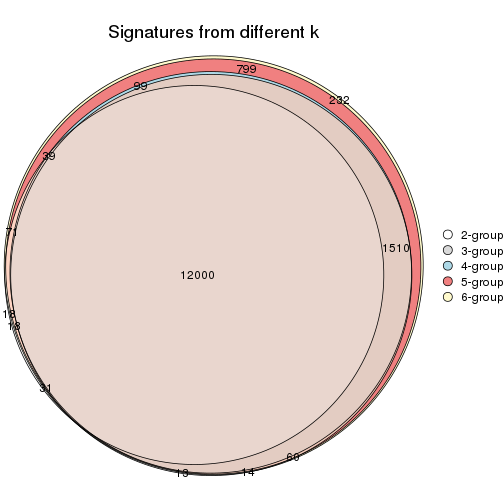 Signatures from different k
799
99
232
39
71
1510
12000
18
18
31
60
13
14
2-group
3-group
4-group
5-group
6-group